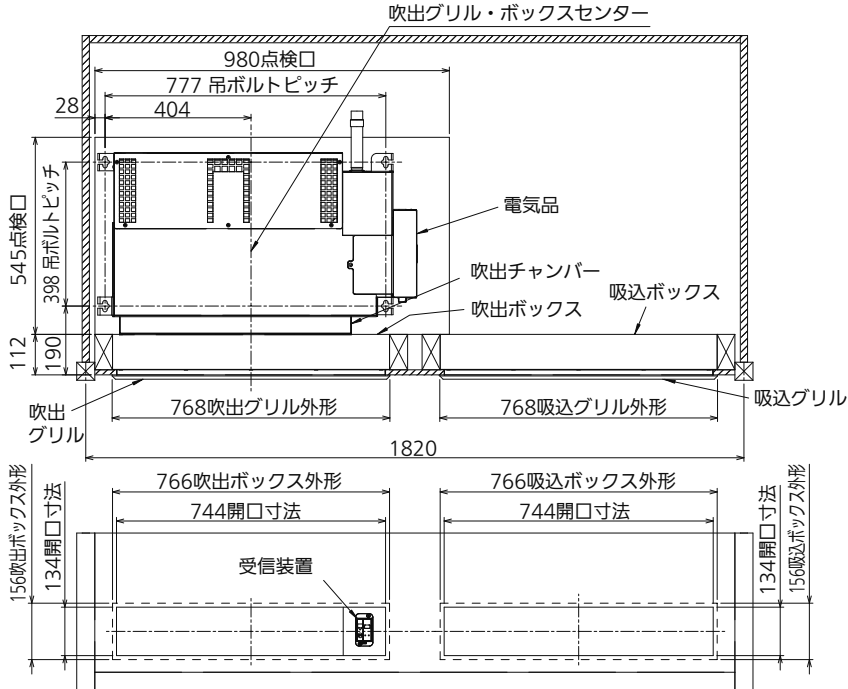 吹出グリル・ボックスセンター
980点検口
777 吊ボルトピッチ
28
404
545点検口
398 吊ボルトピッチ
電気品
吹出チャンバー
吹出ボックス
吸込ボックス
112
190
吹出
グリル
768吹出グリル外形
768吸込グリル外形
吸込グリル
1820
156吹出ボックス外形
134開口寸法
766吹出ボックス外形
766吸込ボックス外形
744開口寸法
744開口寸法
134開口寸法
156吸込ボックス外形
受信装置